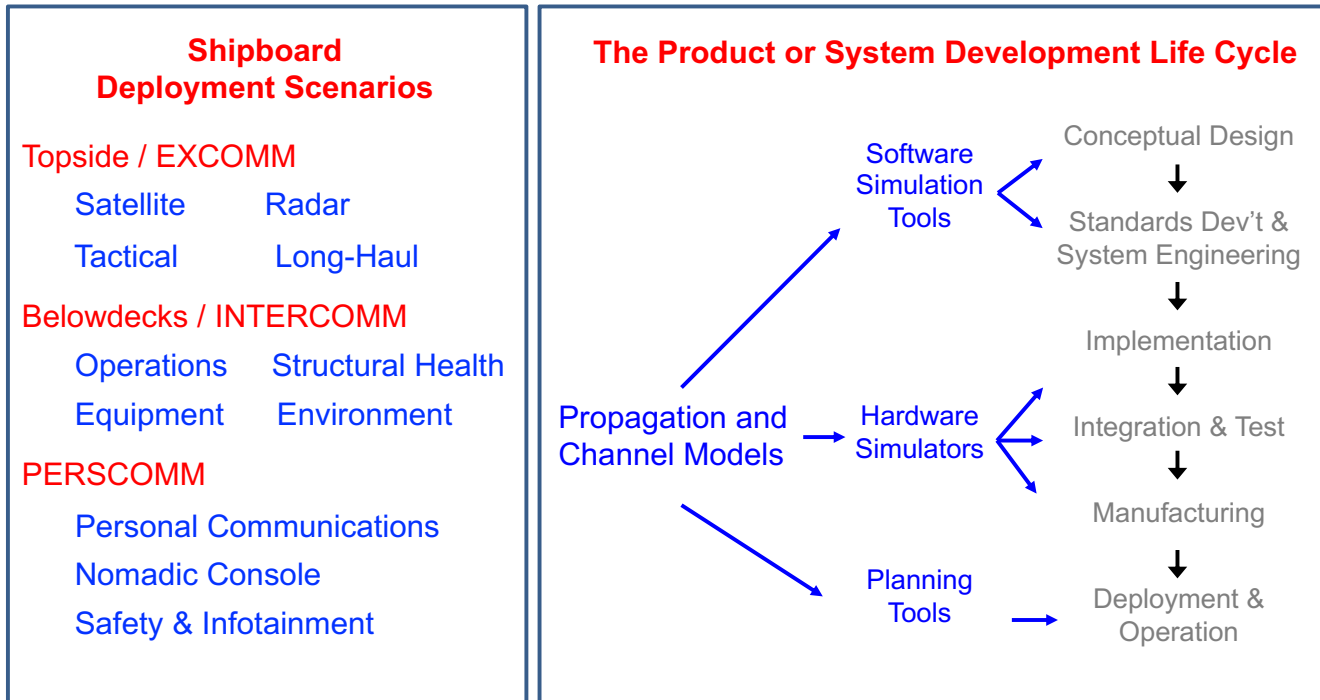 Shipboard
Deployment Scenarios
Topside / EXCOMM
Satellite Radar
Tactical Long-Haul
Belowdecks / INTERCOMM
Operations Structural Health
Equipment Environment
PERSCOMM
Personal Communications
Nomadic Console
Safety & Infotainment
The Product or System Development Life Cycle
Propagation and
Channel Models
Software
Simulation
Tools
Hardware
Simulators
Planning
Tools
Conceptual Design
Standards Dev't &
System Engineering
Implementation
Integration & Test
Manufacturing
Deployment &
Operation